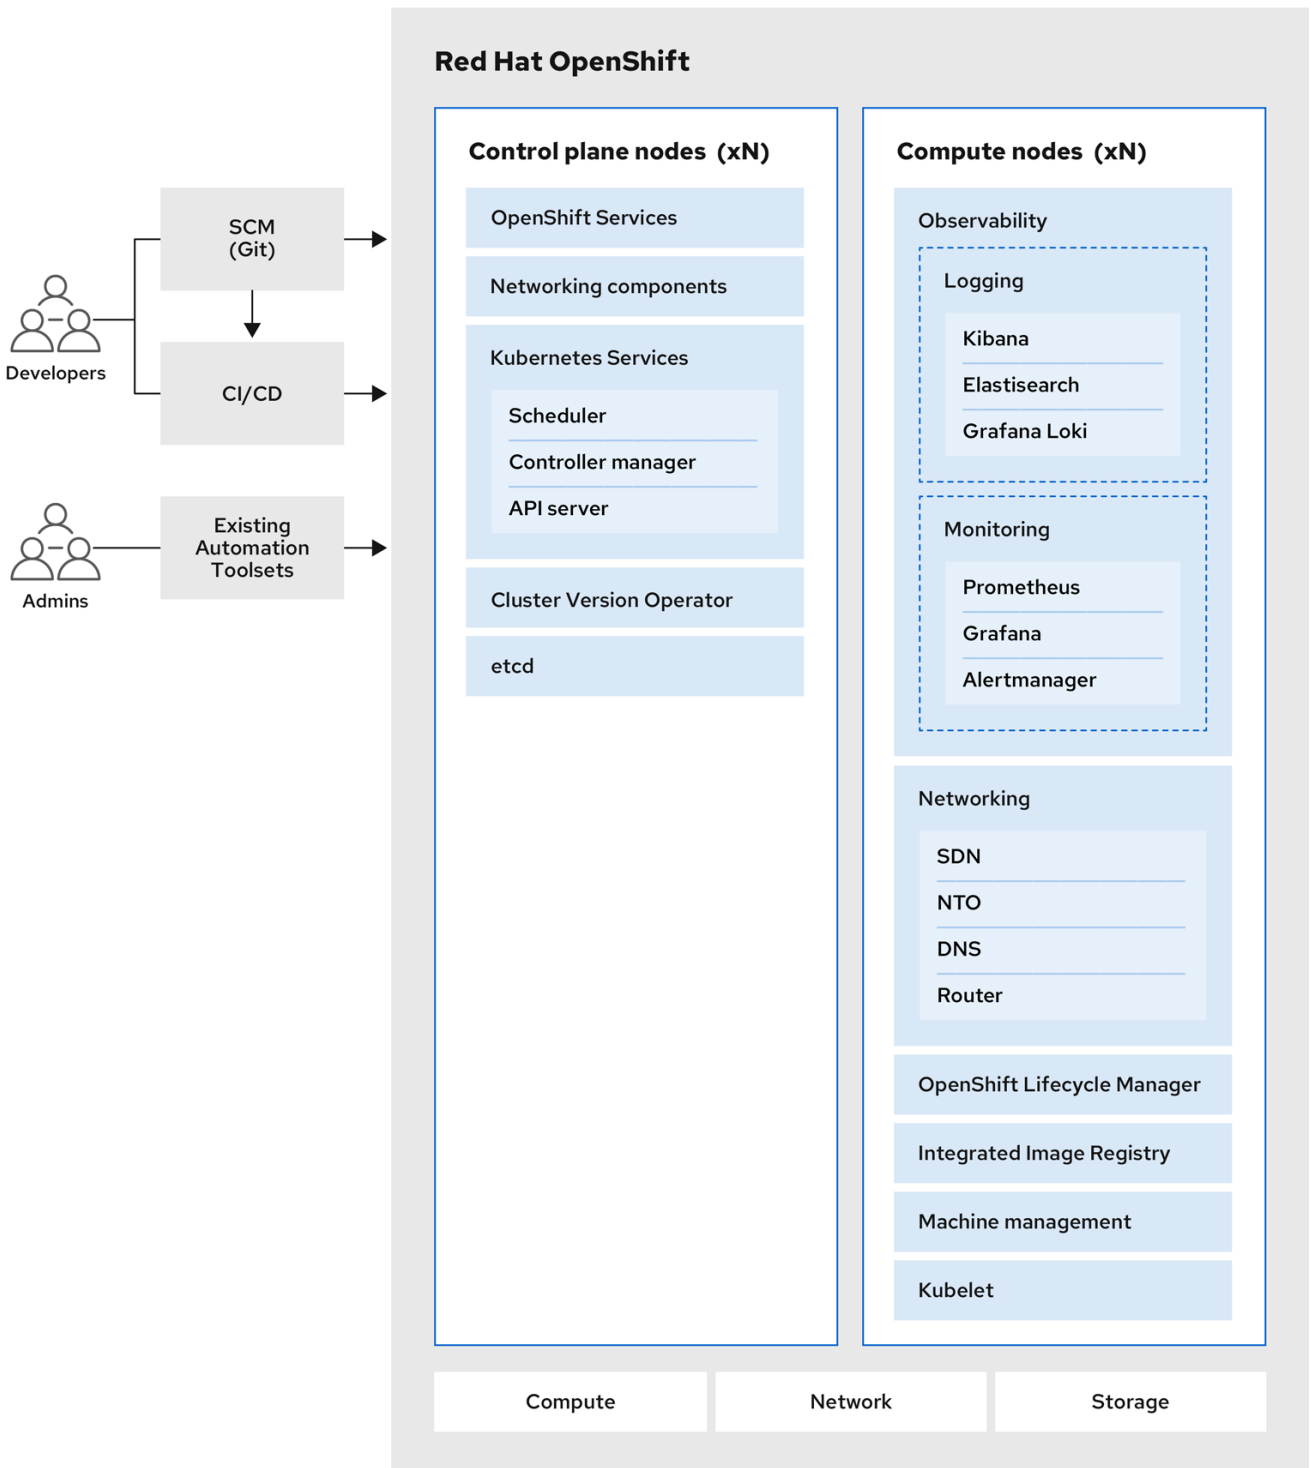 Red Hat OpenShift
SCM
(Git)
CI/CD
Developers
Existing
Automation
Toolsets
Admins
Control plane nodes (xN)
OpenShift Services
Networking components
Kubernetes Services
Scheduler
Controller manager
API server
Cluster Version Operator
etcd
Compute nodes (xN)
Observability
Logging
Kibana
Elastisearch
Grafana Loki
Monitoring
Prometheus
Grafana
Alertmanager
Networking
SDN
NTO
DNS
Router
OpenShift Lifecycle Manager
Integrated Image Registry
Machine management
Kubelet
Compute
Network
Storage